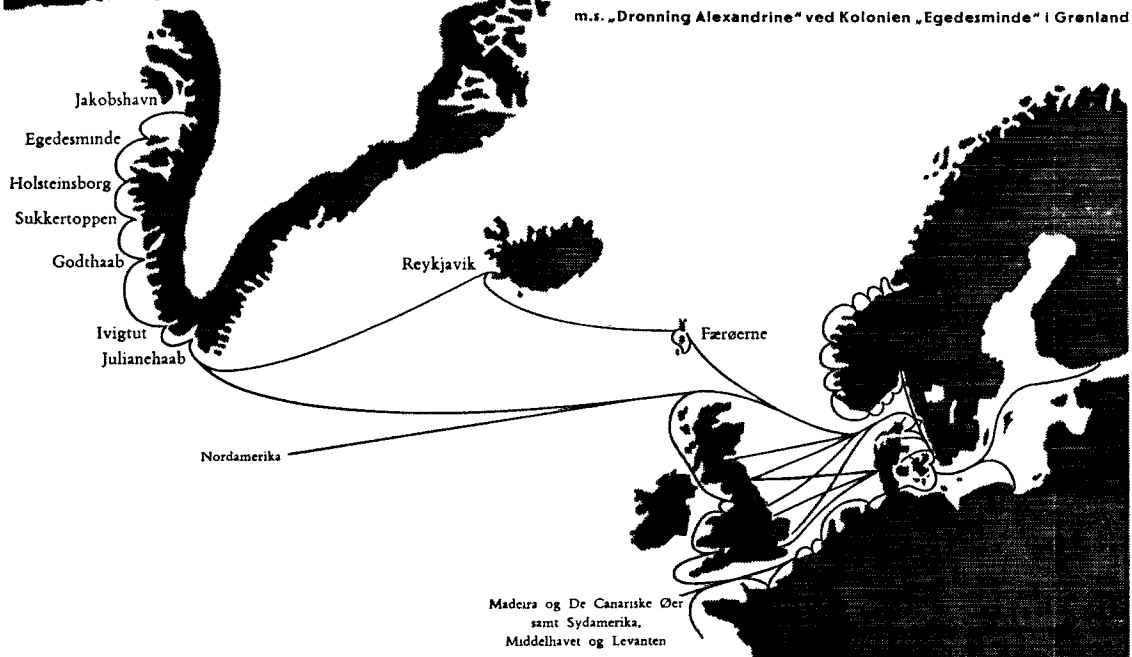 m.s. „Dronning Alexandrine“ ved Kolonien „Egedesminde“ i Grønland
Jakobshavn
Egedesminde
Holsteinsborg
Sukkertoppen
Godthaab
Reykjavik
Ivigtut
Færøerne
Julianehaab
Nordamerika
Madeira og De Canariske Øer
samt Sydamerika,
Middelhavet og Levanten